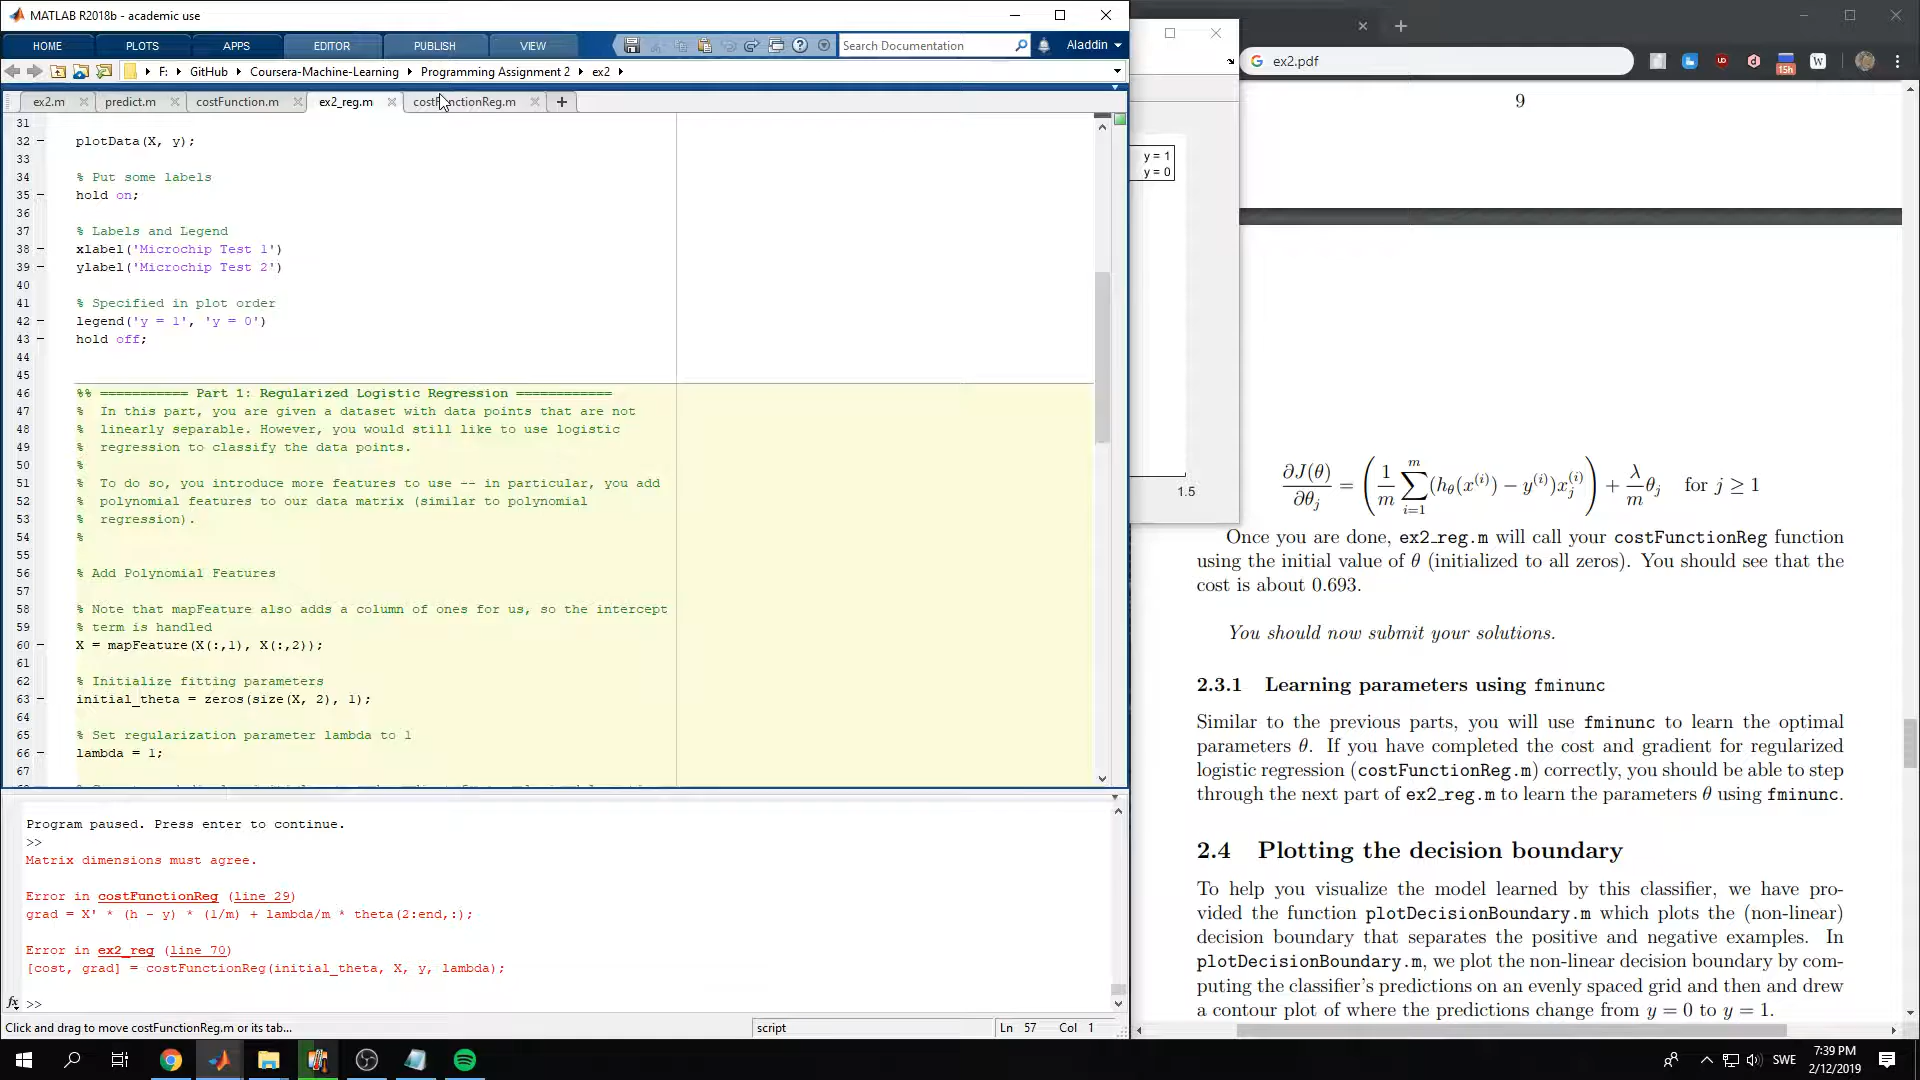 MATLAB R2018b - academic use
HOME PLOTS APPS EDITOR PUBLISH VIEW Search Documentation Aladdin
F: GitHub Coursera-Machine-Learning Programming Assignment 2 ex2
ex2.m predict.m costFunction.m ex2_reg.m costFunctionReg.m
31
32 plotData(X, y);
33
34 % Put some labels
35 hold on;
36
37 % Labels and Legend
38 xlabel('Microchip Test 1')
39 ylabel('Microchip Test 2')
40
41 % Specified in plot order
42 legend('y = 1', 'y = 0')
43 hold off;
44
45
46 %% =========== Part 1: Regularized Logistic Regression ============
47 % In this part, you are given a dataset with data points that are not
48 % linearly separable. However, you would still like to use logistic
49 % regression to classify the data points.
50 %
51 % To do so, you introduce more features to use -- in particular, you add
52 % polynomial features to our data matrix (similar to polynomial
53 % regression).
54 %
55
56 % Add Polynomial Features
57
58 % Note that mapFeature also adds a column of ones for us, so the intercept
59 % term is handled
60 X = mapFeature(X(:,1), X(:,2));
61
62 % Initialize fitting parameters
63 initial_theta = zeros(size(X, 2), 1);
64
65 % Set regularization parameter lambda to 1
66 lambda = 1;
67
Program paused. Press enter to continue.
>>
Matrix dimensions must agree.
Error in costFunctionReg (line 29)
grad = X' * (h - y) * (1/m) + lambda/m * theta(2:end,:);
Error in ex2_reg (line 70)
[cost, grad] = costFunctionReg(initial_theta, X, y, lambda);
fx >>
Click and drag to move costFunctionReg.m or its tab... script Ln 57 Col 1
y = 1
y = 0
1.5
ex2.pdf
15h
W
9
∂J(θ)/∂θj = (1/m ∑i=1m (hθ(x(i)) − y(i))xj(i)) + λ/m θj for j ≥ 1
Once you are done, ex2_reg.m will call your costFunctionReg function
using the initial value of θ (initialized to all zeros). You should see that the
cost is about 0.693.
You should now submit your solutions.
2.3.1 Learning parameters using fminunc
Similar to the previous parts, you will use fminunc to learn the optimal
parameters θ. If you have completed the cost and gradient for regularized
logistic regression (costFunctionReg.m) correctly, you should be able to step
through the next part of ex2_reg.m to learn the parameters θ using fminunc.
2.4 Plotting the decision boundary
To help you visualize the model learned by this classifier, we have pro-
vided the function plotDecisionBoundary.m which plots the (non-linear)
decision boundary that separates the positive and negative examples. In
plotDecisionBoundary.m, we plot the non-linear decision boundary by com-
puting the classifier's predictions on an evenly spaced grid and then and drew
a contour plot of where the predictions change from y = 0 to y = 1.
SWE
7:39 PM
2/12/2019